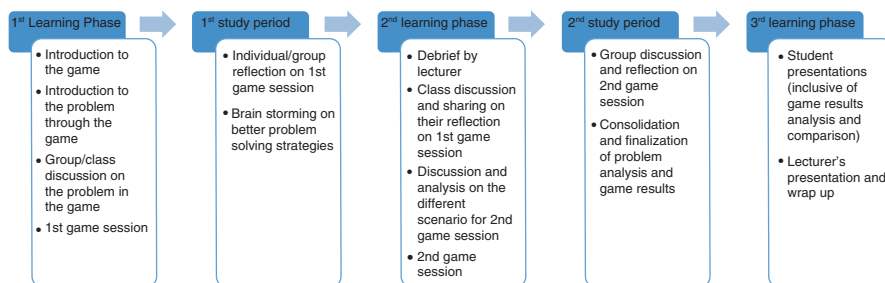 1st Learning Phase
• Introduction to
the game
• Introduction to
the problem
through the
game
• Group/class
discussion on
the problem in
the game
• 1st game session
1st study period
• Individual/group
reflection on 1st
game session
• Brain storming on
better problem
solving strategies
2nd learning phase
• Debrief by
lecturer
• Class discussion
and sharing on
their reflection
on 1st game
session
• Discussion and
analysis on the
different
scenario for 2nd
game session
• 2nd game
session
2nd study period
• Group discussion
and reflection on
2nd game
session
• Consolidation
and finalization
of problem
analysis and
game results
3rd learning phase
• Student
presentations
(inclusive of
game results
analysis and
comparison)
• Lecturer's
presentation and
wrap up